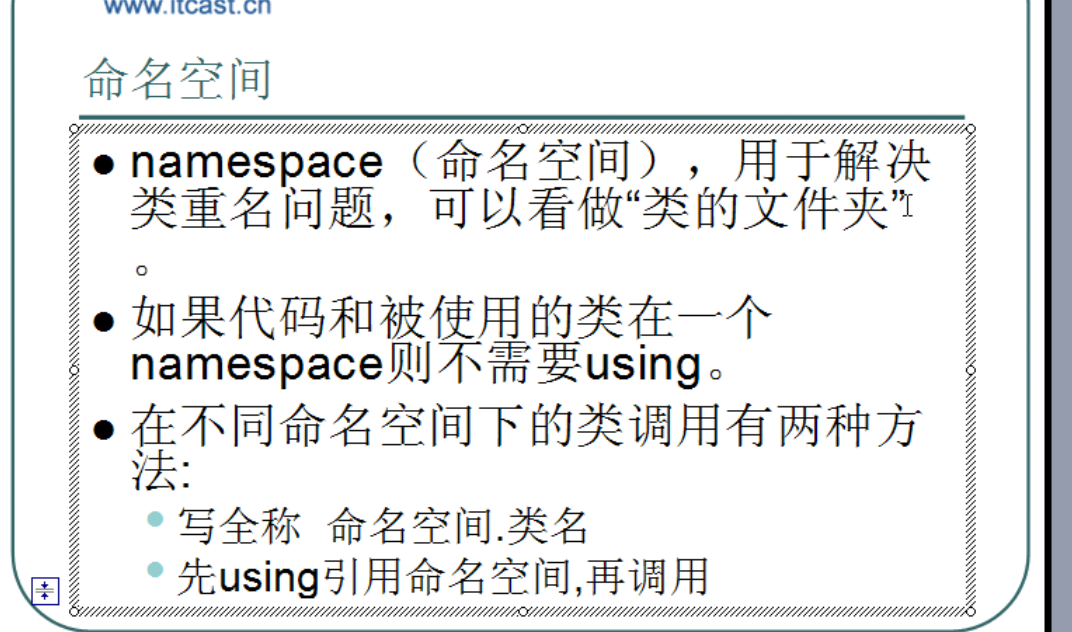 www.itcast.cn
命名空间
namespace（命名空间），用于解决
类重名问题，可以看做“类的文件夹”
。
如果代码和被使用的类在一个
namespace则不需要using。
在不同命名空间下的类调用有两种方
法:
写全称 命名空间.类名
先using引用命名空间,再调用